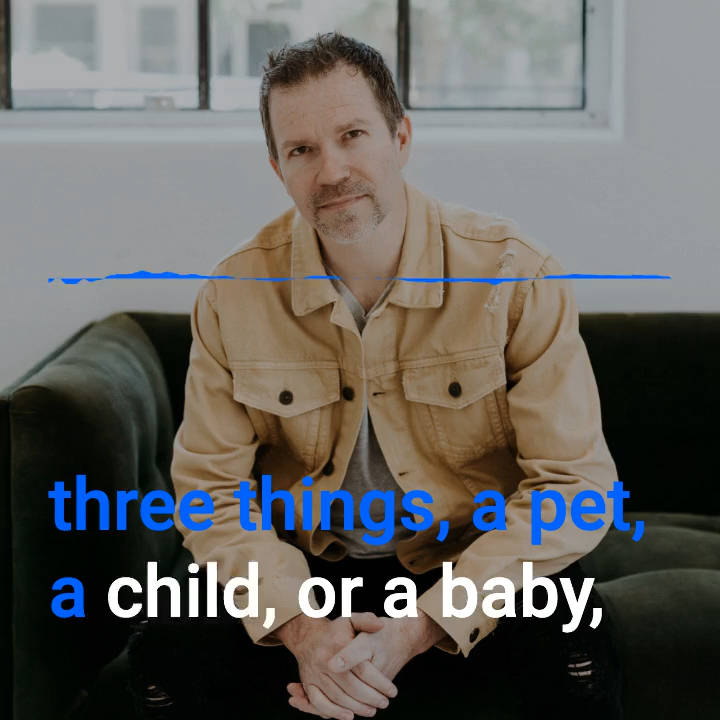 three things, a pet,
a child, or a baby,